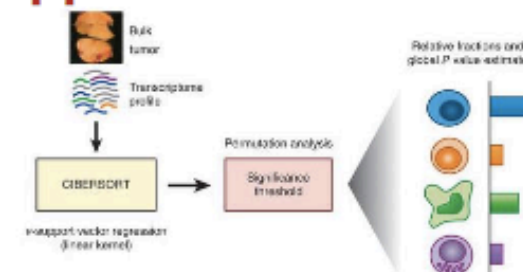 Bulk
tumor
Transcriptome
profile
CIBERSORT
ν-support vector regression
(linear kernel)
Permutation analysis
Significance
threshold
Relative fractions and
global P value estimate